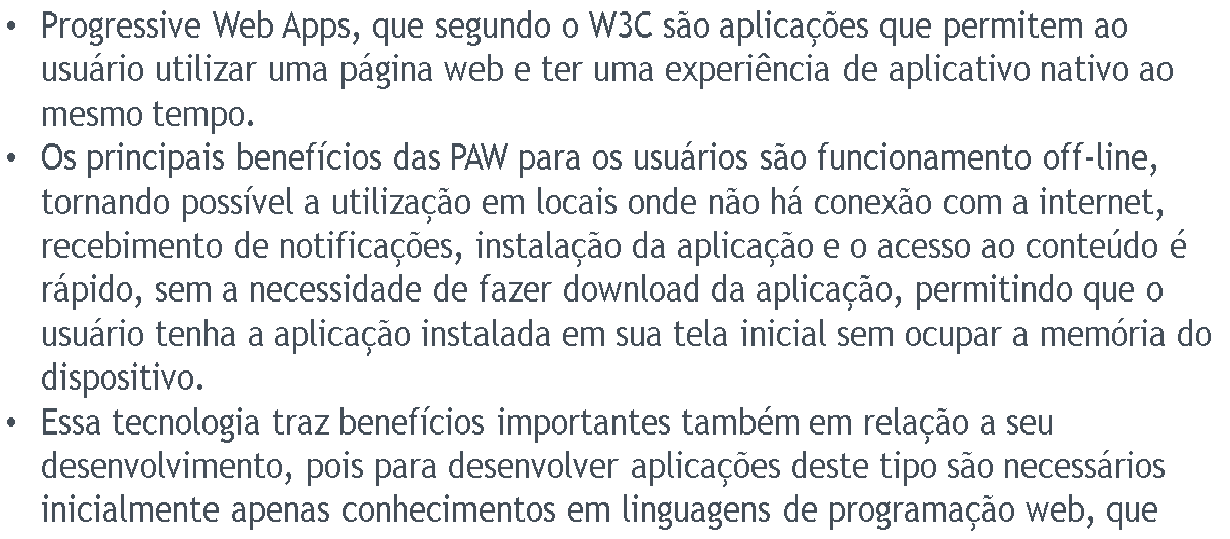 • Progressive Web Apps, que segundo o W3C são aplicações que permitem ao
usuário utilizar uma página web e ter uma experiência de aplicativo nativo ao
mesmo tempo.
• Os principais benefícios das PAW para os usuários são funcionamento off-line,
tornando possível a utilização em locais onde não há conexão com a internet,
recebimento de notificações, instalação da aplicação e o acesso ao conteúdo é
rápido, sem a necessidade de fazer download da aplicação, permitindo que o
usuário tenha a aplicação instalada em sua tela inicial sem ocupar a memória do
dispositivo.
• Essa tecnologia traz benefícios importantes também em relação a seu
desenvolvimento, pois para desenvolver aplicações deste tipo são necessários
inicialmente apenas conhecimentos em linguagens de programação web, que